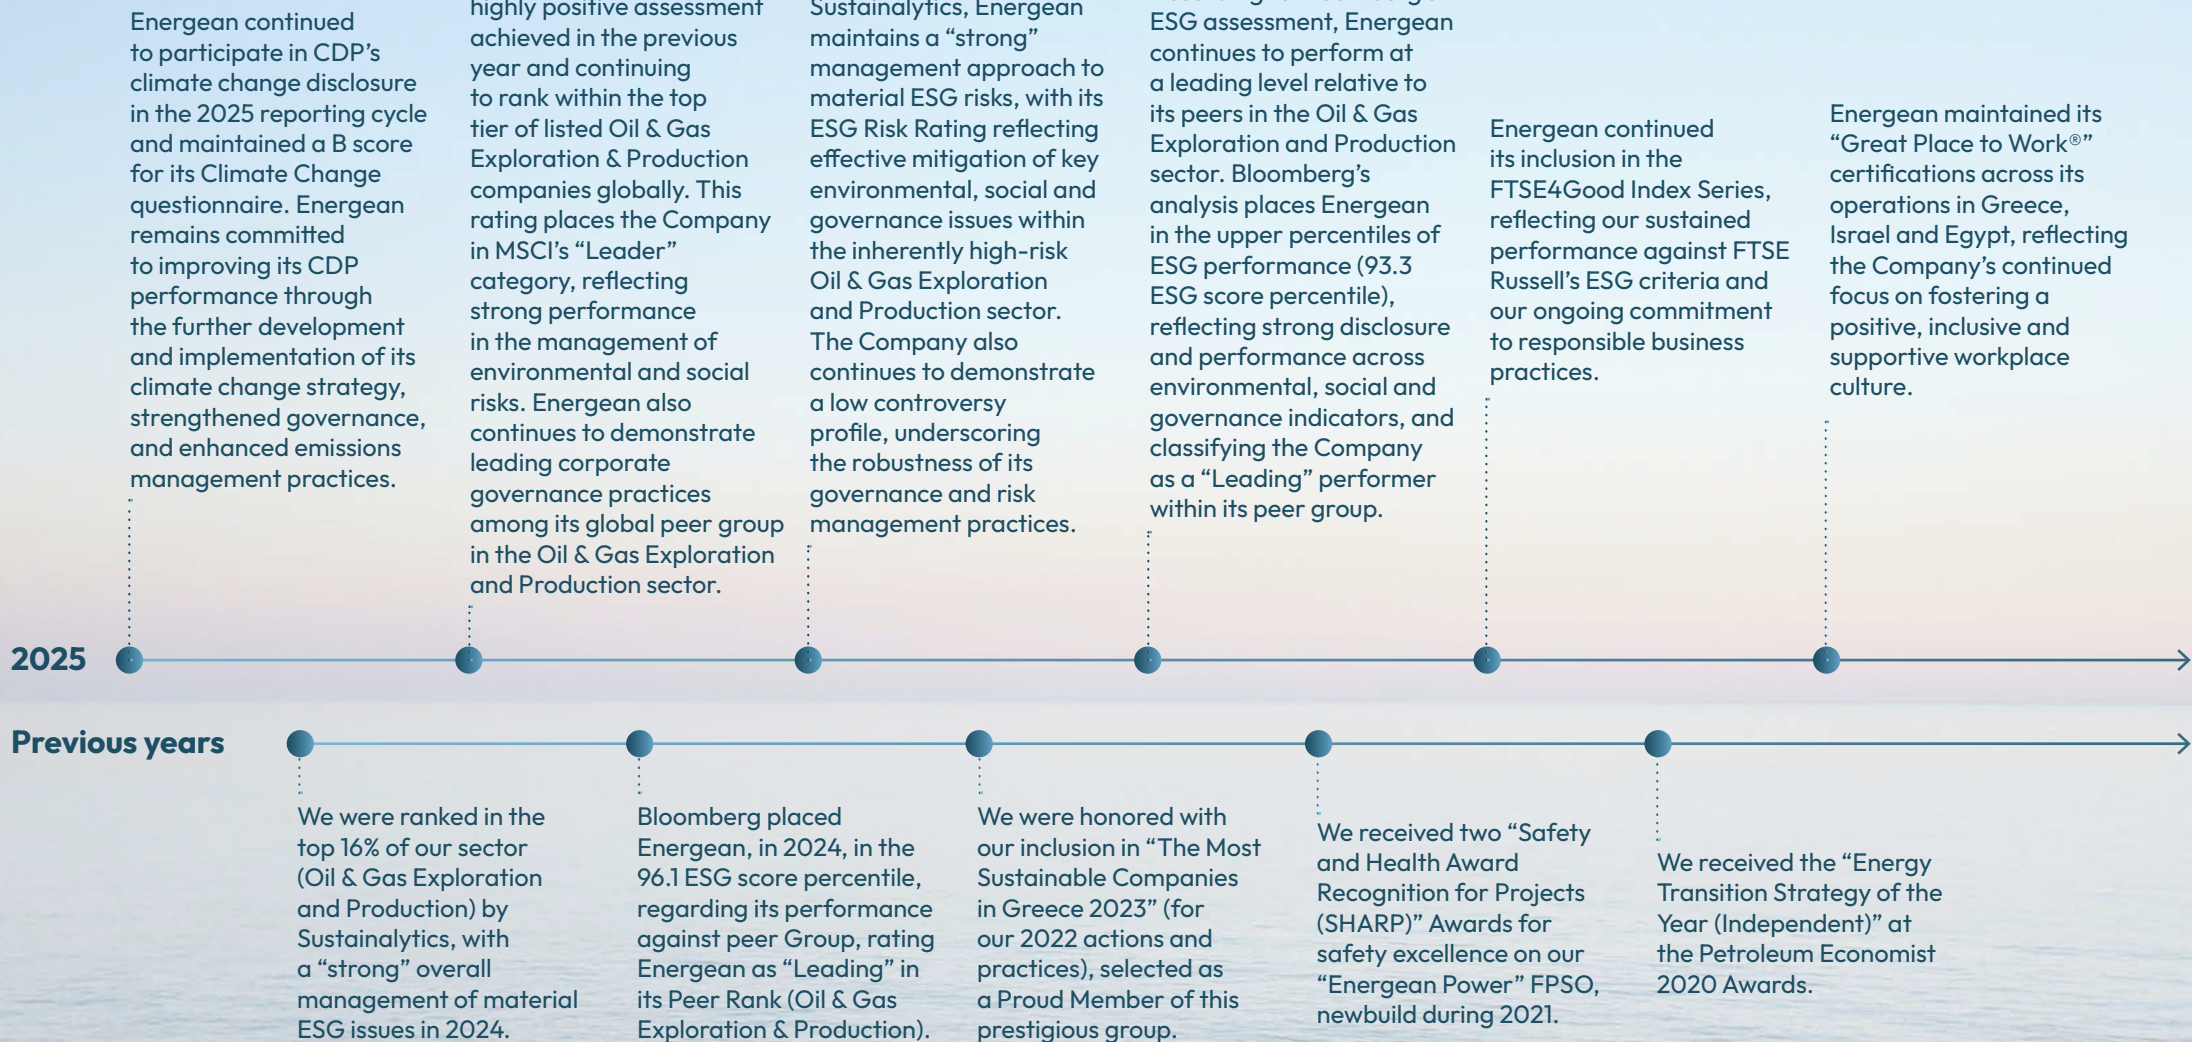 Energean continued
to participate in CDP’s
climate change disclosure
in the 2025 reporting cycle
and maintained a B score
for its Climate Change
questionnaire. Energean
remains committed
to improving its CDP
performance through
the further development
and implementation of its
climate change strategy,
strengthened governance,
and enhanced emissions
management practices.
highly positive assessment
achieved in the previous
year and continuing
to rank within the top
tier of listed Oil & Gas
Exploration & Production
companies globally. This
rating places the Company
in MSCI’s “Leader”
category, reflecting
strong performance
in the management of
environmental and social
risks. Energean also
continues to demonstrate
leading corporate
governance practices
among its global peer group
in the Oil & Gas Exploration
and Production sector.
Sustainalytics, Energean
maintains a “strong”
management approach to
material ESG risks, with its
ESG Risk Rating reflecting
effective mitigation of key
environmental, social and
governance issues within
the inherently high-risk
Oil & Gas Exploration
and Production sector.
The Company also
continues to demonstrate
a low controversy
profile, underscoring
the robustness of its
governance and risk
management practices.
ESG assessment, Energean
continues to perform at
a leading level relative to
its peers in the Oil & Gas
Exploration and Production
sector. Bloomberg’s
analysis places Energean
in the upper percentiles of
ESG performance (93.3
ESG score percentile),
reflecting strong disclosure
and performance across
environmental, social and
governance indicators, and
classifying the Company
as a “Leading” performer
within its peer group.
Energean continued
its inclusion in the
FTSE4Good Index Series,
reflecting our sustained
performance against FTSE
Russell’s ESG criteria and
our ongoing commitment
to responsible business
practices.
Energean maintained its
“Great Place to Work®”
certifications across its
operations in Greece,
Israel and Egypt, reflecting
the Company’s continued
focus on fostering a
positive, inclusive and
supportive workplace
culture.
2025
Previous years
We were ranked in the
top 16% of our sector
(Oil & Gas Exploration
and Production) by
Sustainalytics, with
a “strong” overall
management of material
ESG issues in 2024.
Bloomberg placed
Energean, in 2024, in the
96.1 ESG score percentile,
regarding its performance
against peer Group, rating
Energean as “Leading” in
its Peer Rank (Oil & Gas
Exploration & Production).
We were honored with
our inclusion in “The Most
Sustainable Companies
in Greece 2023” (for
our 2022 actions and
practices), selected as
a Proud Member of this
prestigious group.
We received two “Safety
and Health Award
Recognition for Projects
(SHARP)” Awards for
safety excellence on our
“Energean Power” FPSO,
newbuild during 2021.
We received the “Energy
Transition Strategy of the
Year (Independent)” at
the Petroleum Economist
2020 Awards.